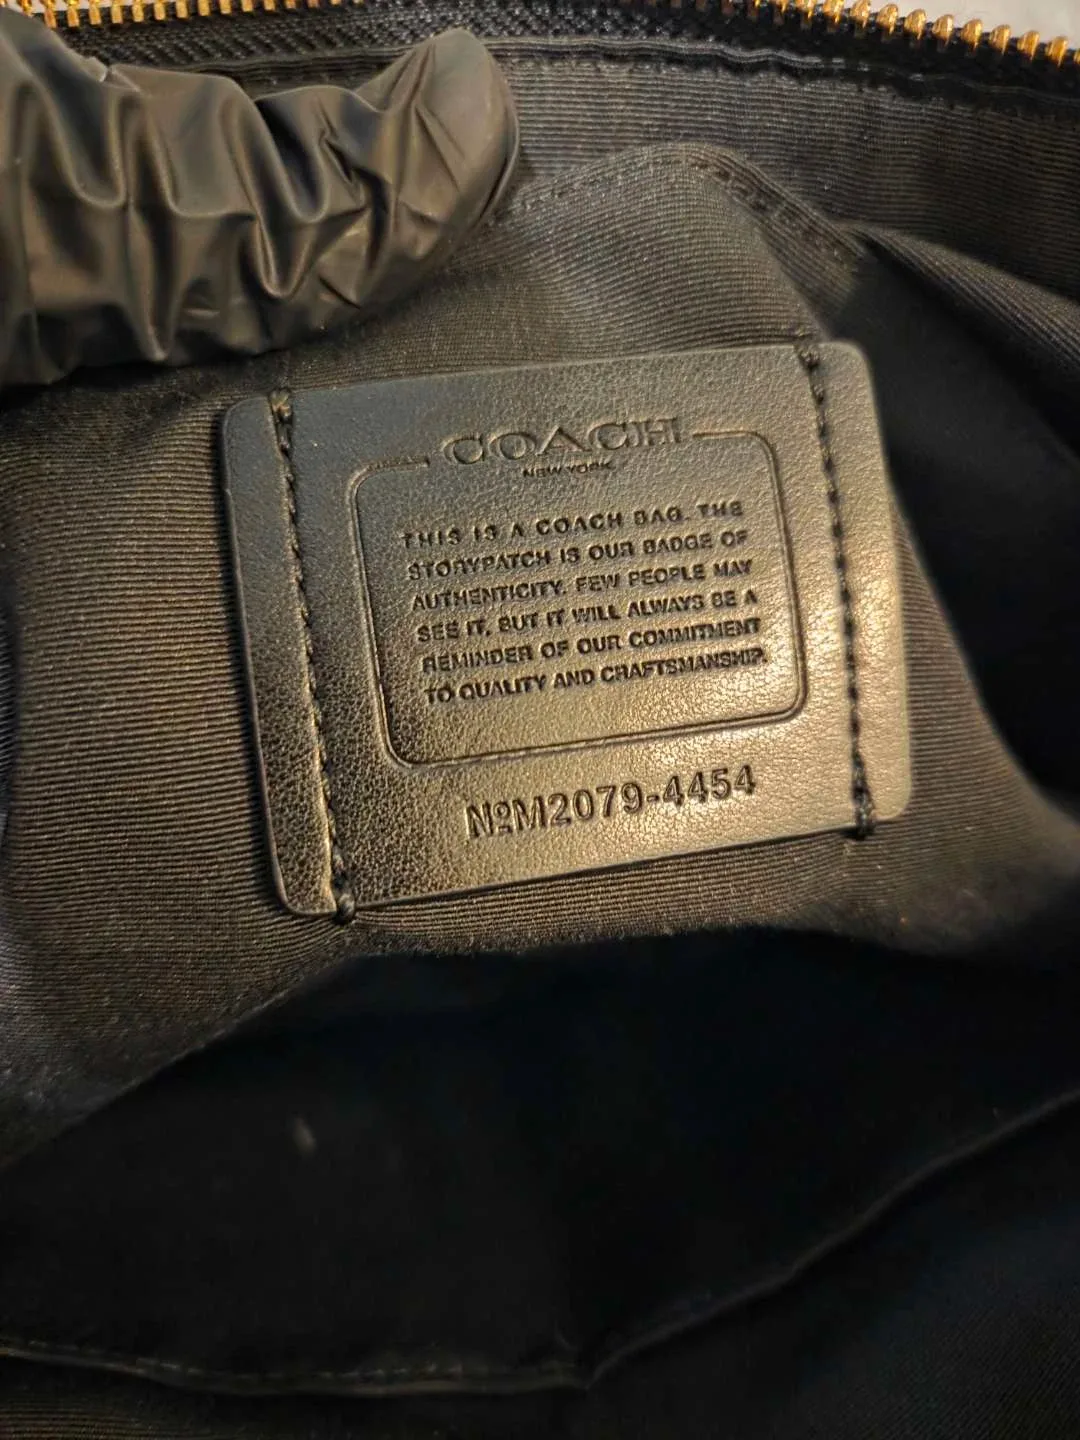 COACH
NEW YORK
THIS IS A COACH BAG. THE
STORYPATCH IS OUR BADGE OF
AUTHENTICITY. FEW PEOPLE MAY
SEE IT, BUT IT WILL ALWAYS BE A
REMINDER OF OUR COMMITMENT
TO QUALITY AND CRAFTSMANSHIP.
NºM2079-4454